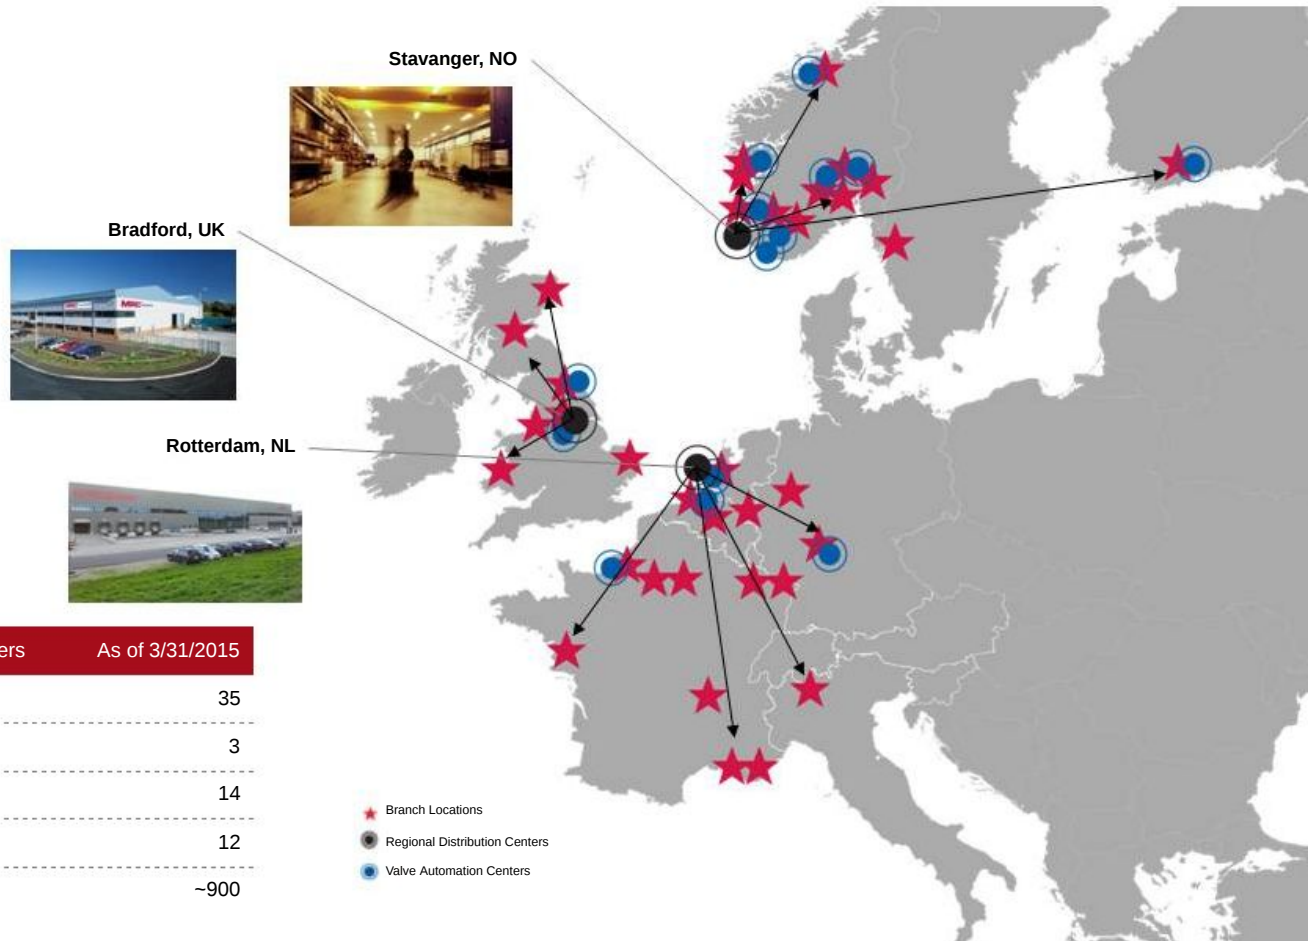 Stavanger, NO
Bradford, UK
MRC
Rotterdam, NL
ers As of 3/31/2015
35
3
14
12
~900
Branch Locations
Regional Distribution Centers
Valve Automation Centers